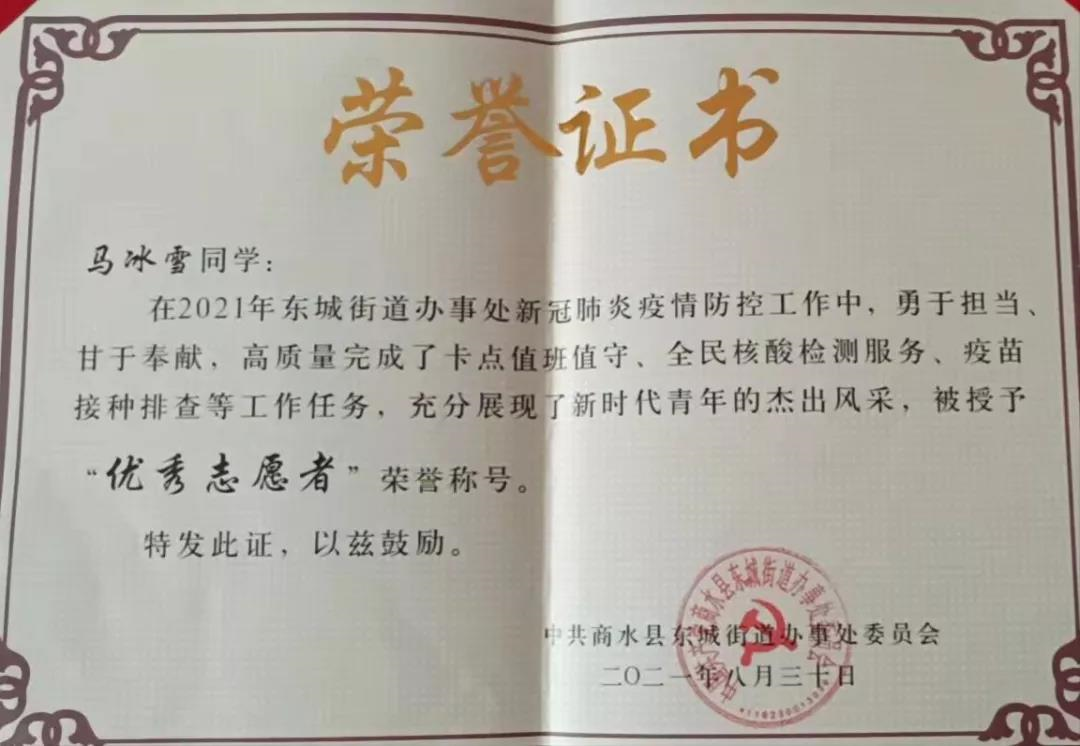 荣誉证书
马冰雪同学：
在2021年东城街道办事处新冠肺炎疫情防控工作中，勇于担当、
甘于奉献，高质量完成了卡点值班值守、全民核酸检测服务、疫苗
接种排查等工作任务，充分展现了新时代青年的杰出风采，被授予
“优秀志愿者”荣誉称号。
特发此证，以兹鼓励。
中共商水县东城街道办事处委员会
二〇二一年八月三十日